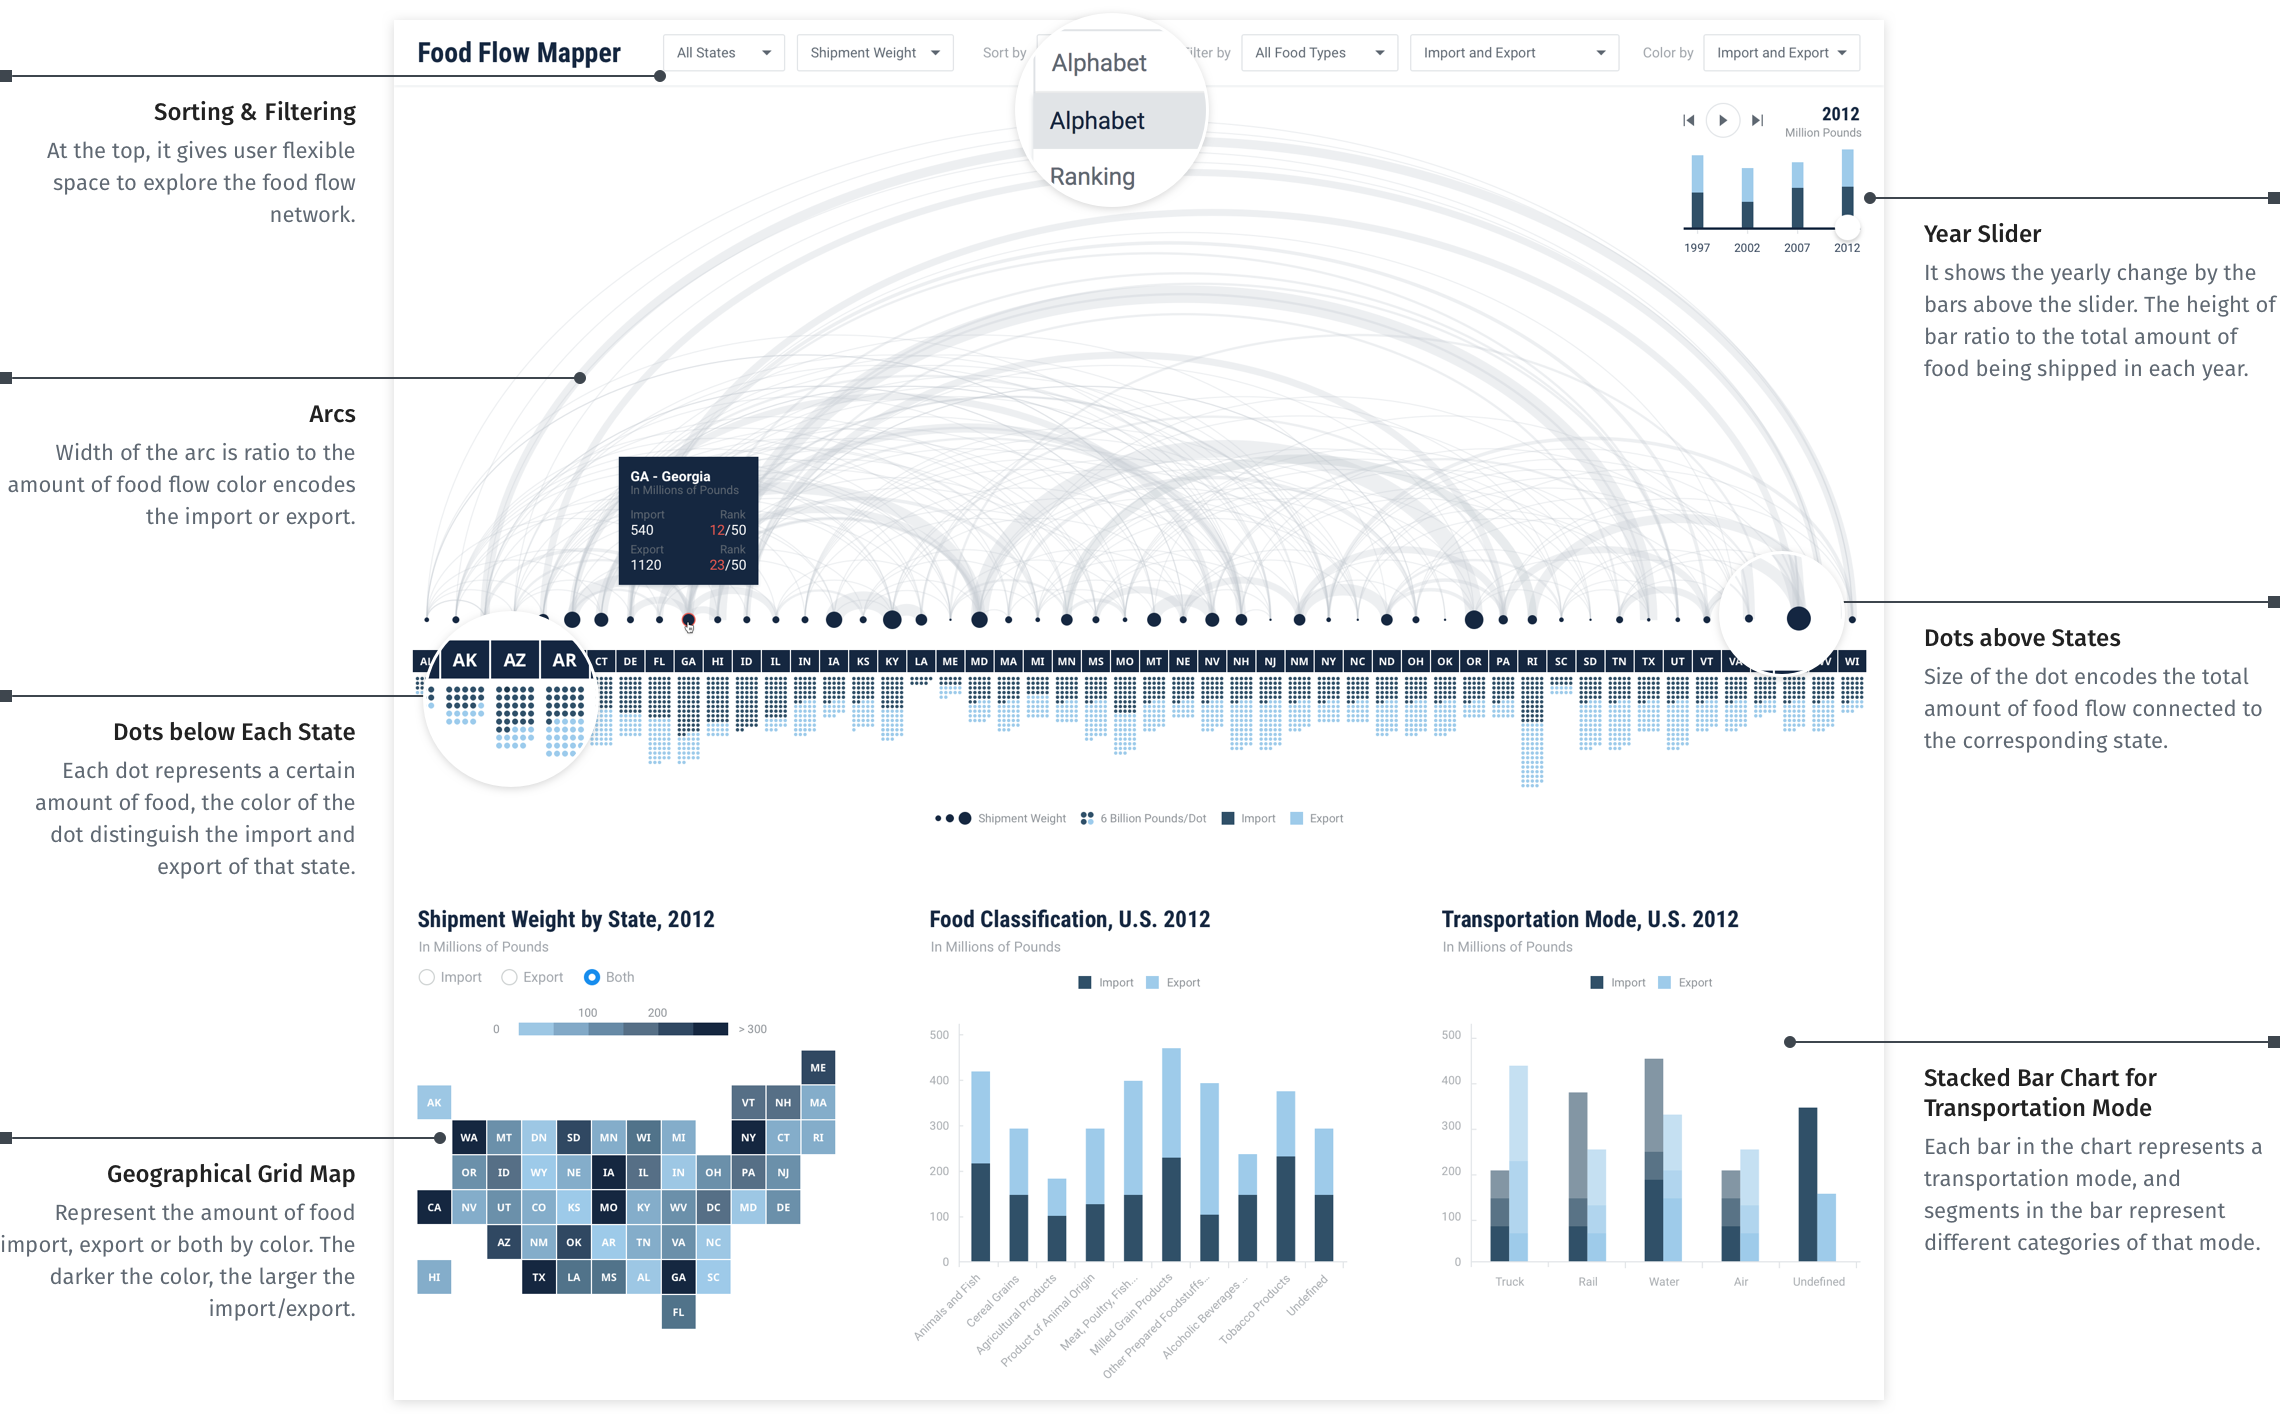 Food Flow Mapper
All States
Shipment Weight
Sort by
Alphabet
Alphabet
Ranking
by
All Food Types
Import and Export
Color by
Import and Export
Sorting & Filtering
At the top, it gives user flexible
space to explore the food flow
network.
2012
Million Pounds
1997 2002 2007 2012
Year Slider
It shows the yearly change by the
bars above the slider. The height of
bar ratio to the total amount of
food being shipped in each year.
Arcs
Width of the arc is ratio to the
amount of food flow color encodes
the import or export.
GA - Georgia
In Millions of Pounds
Import Rank
540 12/50
Export Rank
1120 23/50
AK AZ AR CT DE FL GA HI ID IL IN IA KS KY LA ME MD MA MI MN MS MO MT NE NV NH NJ NM NY NC ND OH OK OR PA RI SC SD TN TX UT VT WI
Dots above States
Size of the dot encodes the total
amount of food flow connected to
the corresponding state.
Dots below Each State
Each dot represents a certain
amount of food, the color of the
dot distinguish the import and
export of that state.
Shipment Weight 6 Billion Pounds/Dot Import Export
Shipment Weight by State, 2012
In Millions of Pounds
Import Export Both
100 200
0 > 300
ME
AK VT NH MA
WA MT DN SD MN WI MI NY CT RI
OR ID WY NE IA IL IN OH PA NJ
CA NV UT CO KS MO KY WV DC MD DE
AZ NM OK AR TN VA NC
HI TX LA MS AL GA SC
FL
Geographical Grid Map
Represent the amount of food
import, export or both by color. The
darker the color, the larger the
import/export.
Food Classification, U.S. 2012
In Millions of Pounds
Import Export
500
400
300
200
100
0
Animals and Fish
Cereal Grains
Agricultural Products
Product of Animal Origin
Meat, Poultry, Fish...
Milled Grain Products
Other Prepared Foodstuffs...
Alcoholic Beverages ...
Tobacco Products
Undefined
Transportation Mode, U.S. 2012
In Millions of Pounds
Import Export
500
400
300
200
100
0
Truck Rail Water Air Undefined
Stacked Bar Chart for
Transportation Mode
Each bar in the chart represents a
transportation mode, and
segments in the bar represent
different categories of that mode.